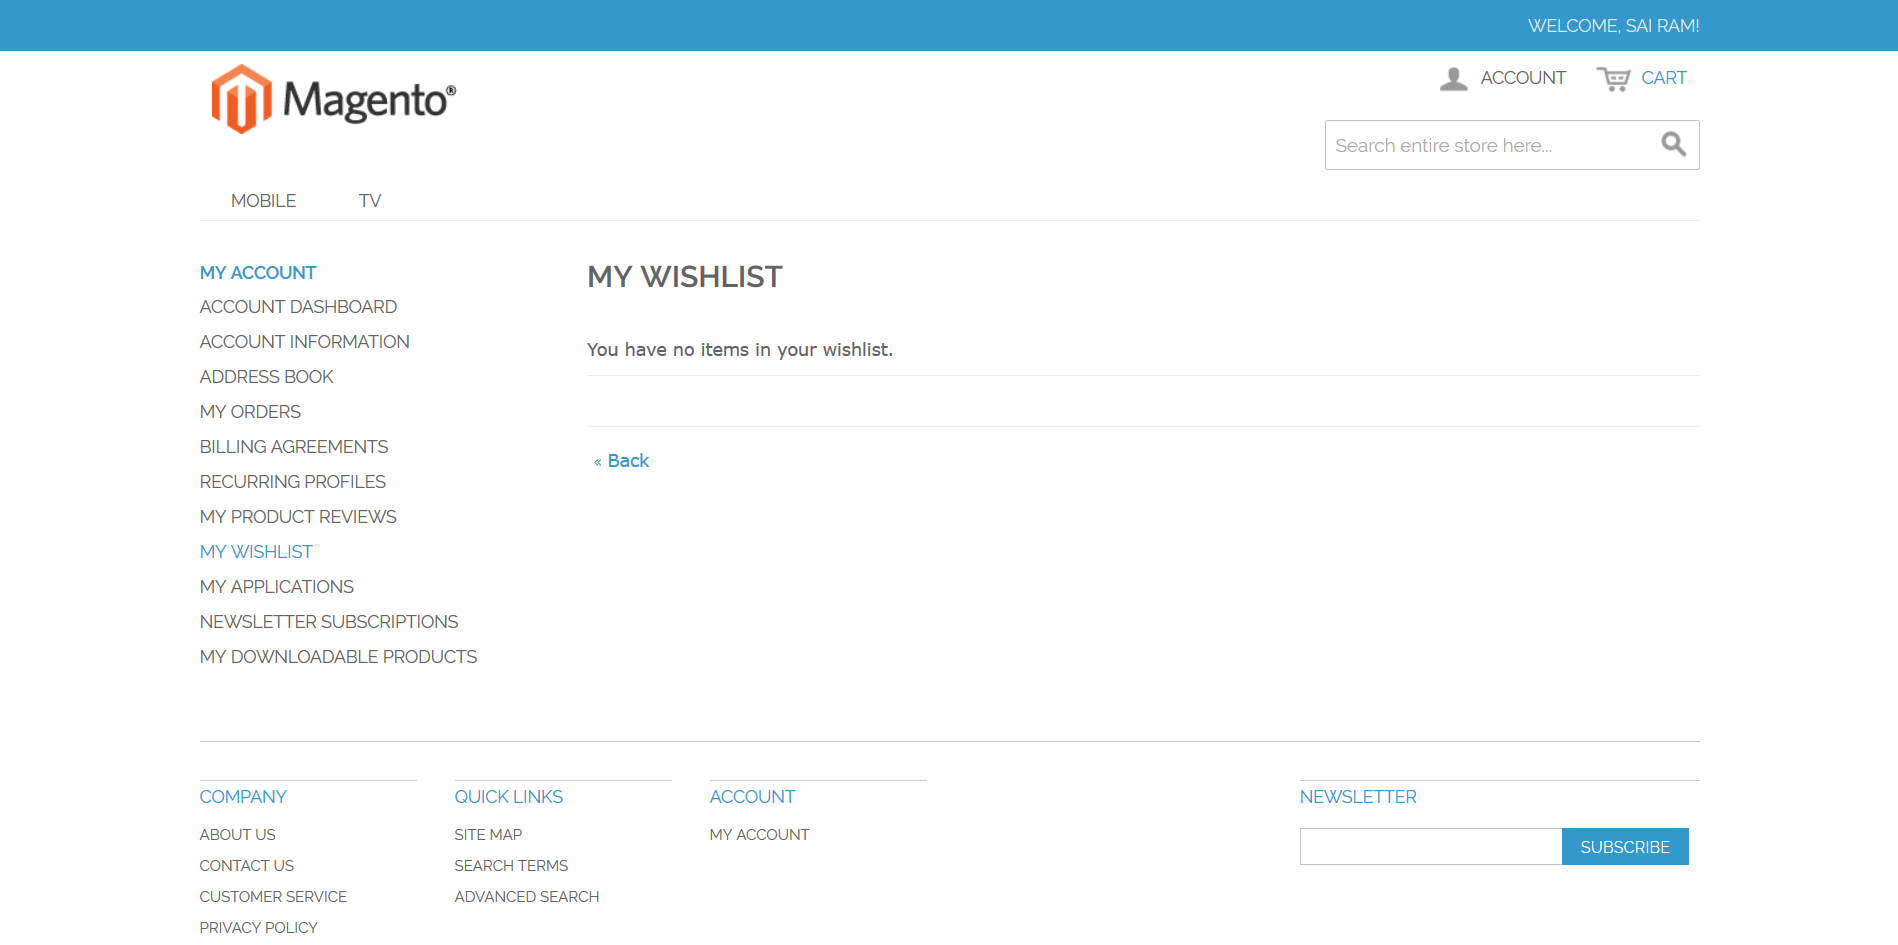 WELCOME, SAI RAM!
Magento®
ACCOUNT
CART
Search entire store here...
MOBILE
TV
MY ACCOUNT
ACCOUNT DASHBOARD
ACCOUNT INFORMATION
ADDRESS BOOK
MY ORDERS
BILLING AGREEMENTS
RECURRING PROFILES
MY PRODUCT REVIEWS
MY WISHLIST
MY APPLICATIONS
NEWSLETTER SUBSCRIPTIONS
MY DOWNLOADABLE PRODUCTS
MY WISHLIST
You have no items in your wishlist.
« Back
COMPANY
ABOUT US
CONTACT US
CUSTOMER SERVICE
PRIVACY POLICY
QUICK LINKS
SITE MAP
SEARCH TERMS
ADVANCED SEARCH
ACCOUNT
MY ACCOUNT
NEWSLETTER
SUBSCRIBE